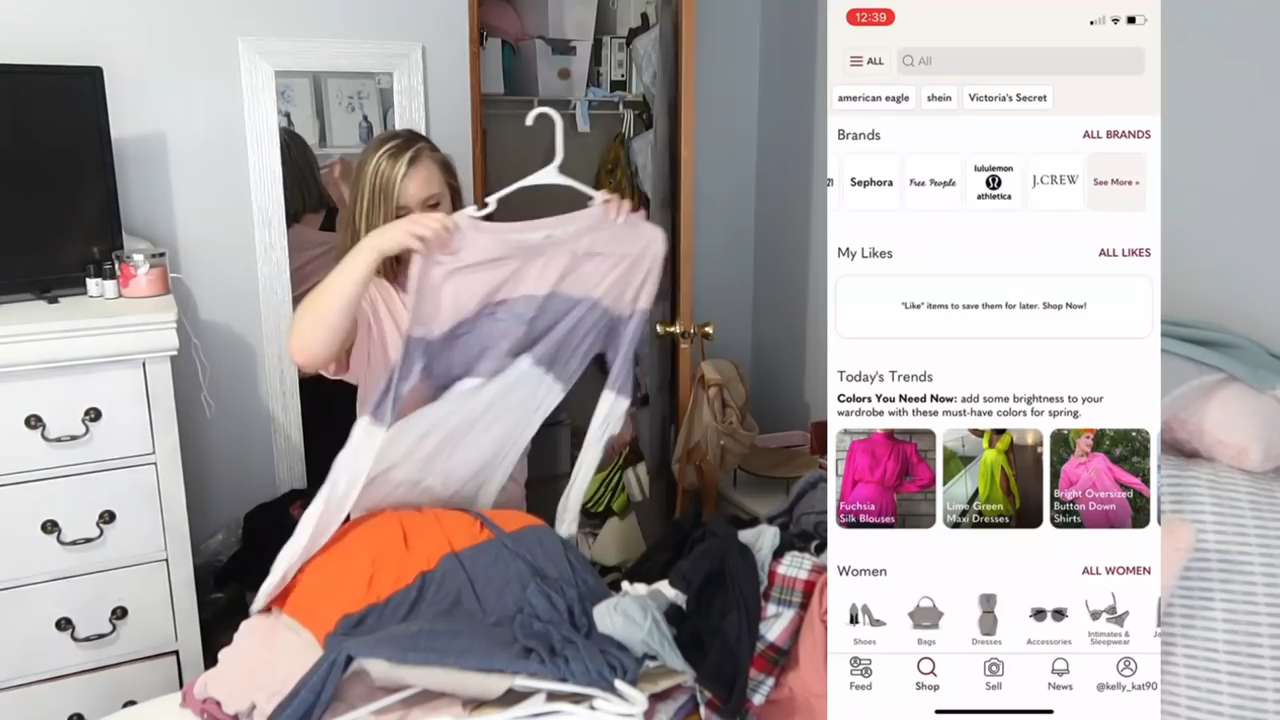 12:39
ALL
All
american eagle
shein
Victoria's Secret
Brands
ALL BRANDS
21
Sephora
Free People
lululemon
athletica
J.CREW
See More »
My Likes
ALL LIKES
"Like" items to save them for later. Shop Now!
Today's Trends
Colors You Need Now: add some brightness to your
wardrobe with these must-have colors for spring.
Fuchsia
Silk Blouses
Lime Green
Maxi Dresses
Bright Oversized
Button Down
Shirts
Women
ALL WOMEN
Shoes
Bags
Dresses
Accessories
Intimates &
Sleepwear
Feed
Shop
Sell
News
@kelly_kat90